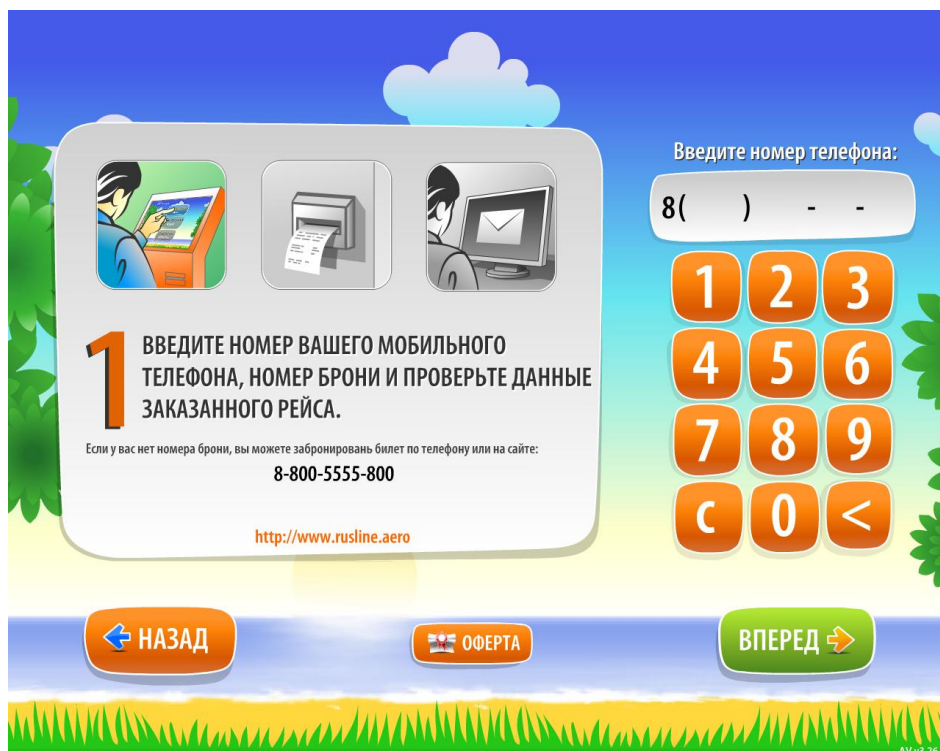 Введите номер телефона:
8( ) - -
1 2 3
4 5 6
7 8 9
С 0 <
1
ВВЕДИТЕ НОМЕР ВАШЕГО МОБИЛЬНОГО
ТЕЛЕФОНА, НОМЕР БРОНИ И ПРОВЕРЬТЕ ДАННЫЕ
ЗАКАЗАННОГО РЕЙСА.
Если у вас нет номера брони, вы можете забронировань билет по телефону или на сайте:
8-800-5555-800
http://www.rusline.aero
НАЗАД
ОФЕРТА
ВПЕРЕД